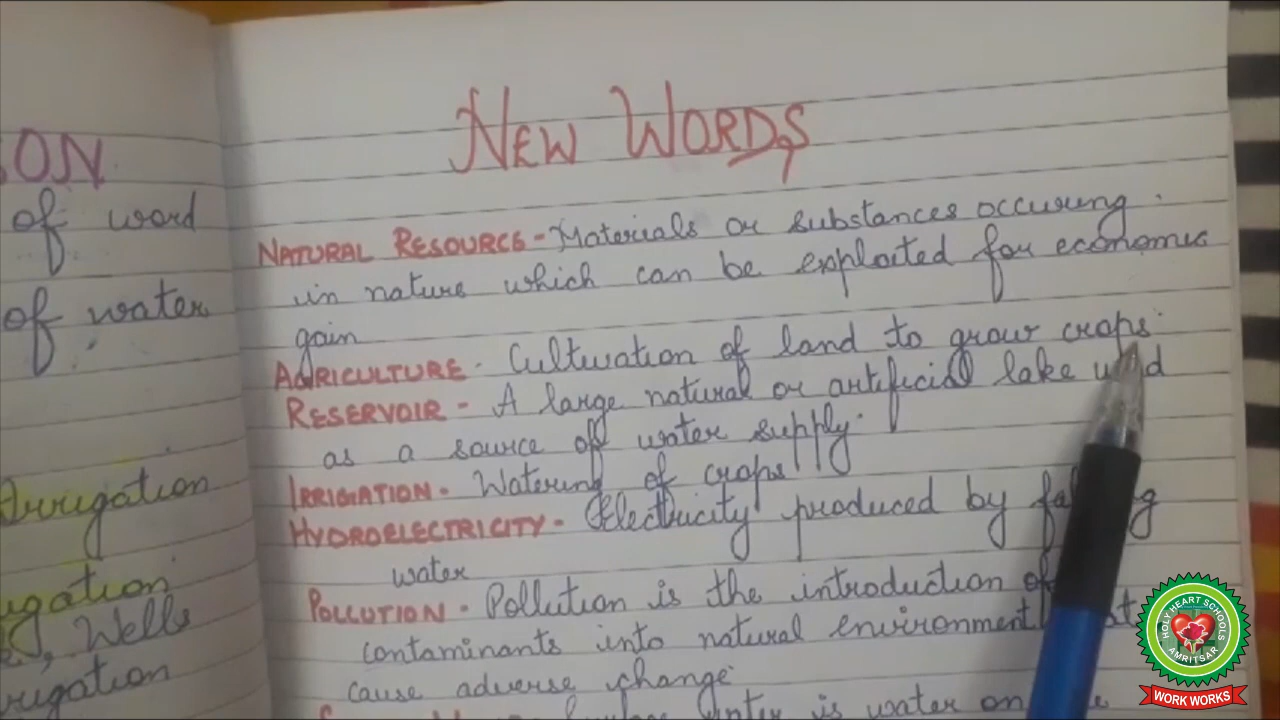 ON
of word
of water
Irrigation
gation
, Wells
rigation
NEW WORDS
NATURAL RESOURCE - Materials or substances occuring
in nature which can be exploited for economic
gain
AGRICULTURE - Cultivation of land to grow crops.
RESERVOIR - A large natural or artificial lake used
as a source of water supply.
IRRIGATION - Watering of crops
HYDROELECTRICITY - Electricity produced by falling
water
POLLUTION - Pollution is the introduction of
contaminants into natural environment
cause adverse change
water is water on
HOLY HEART SCHOOLS
AMRITSAR
WORK WORKS